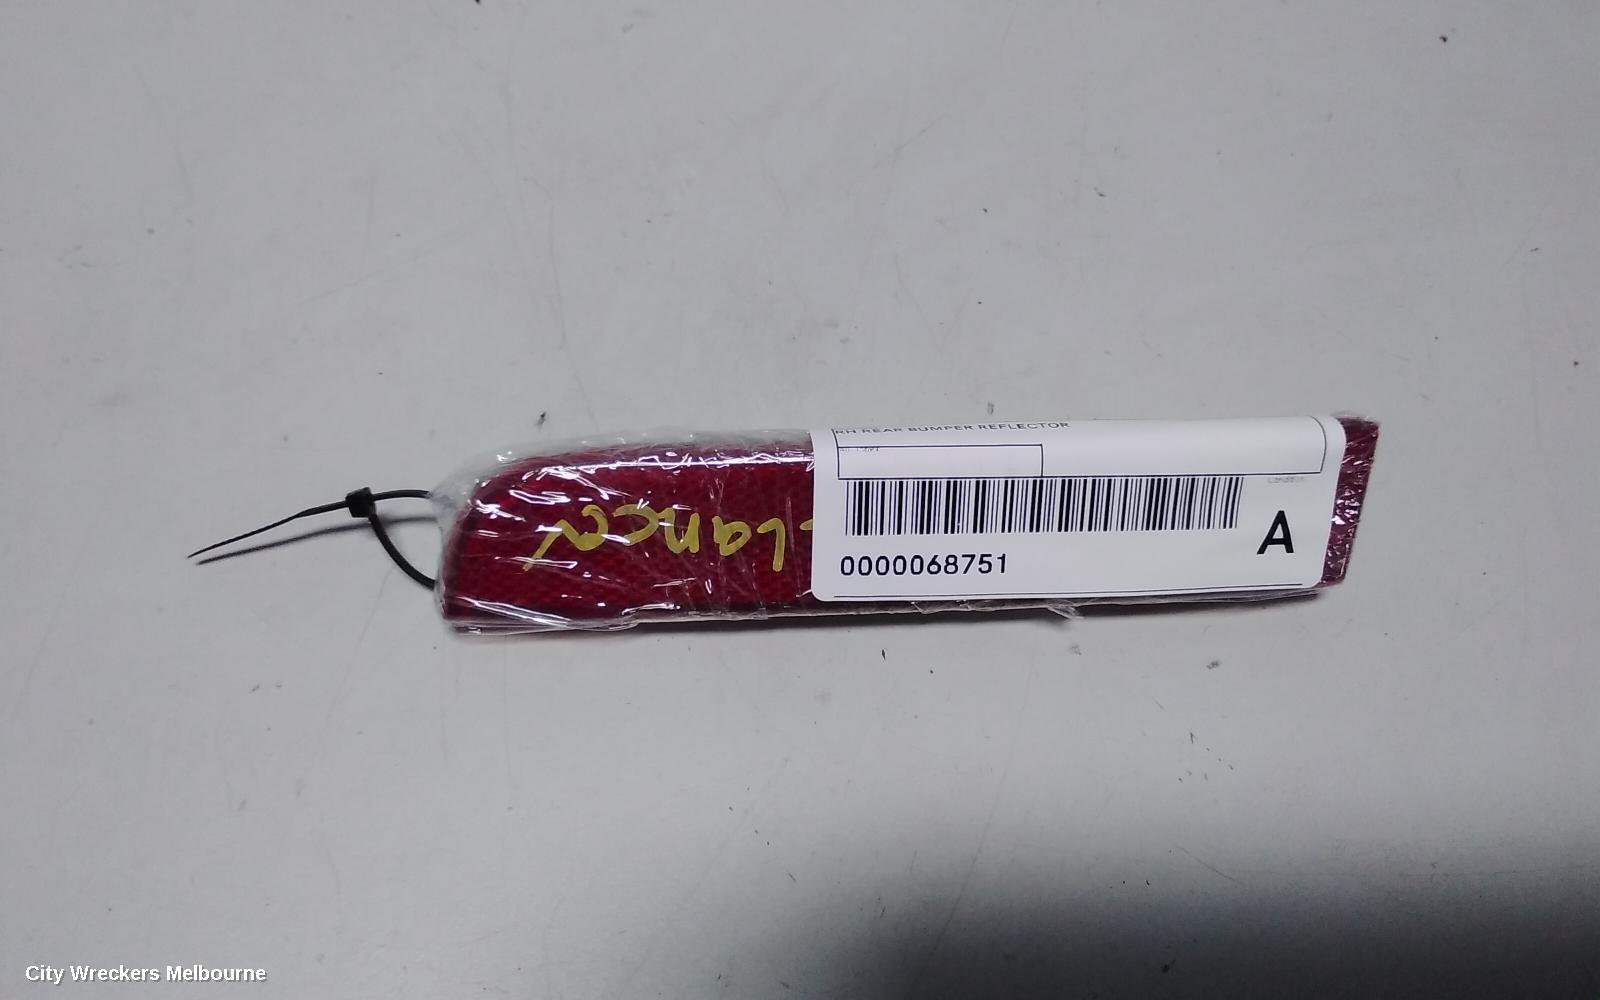 RH REAR BUMPER REFLECTOR
0000068751
A
Lancer
City Wreckers Melbourne